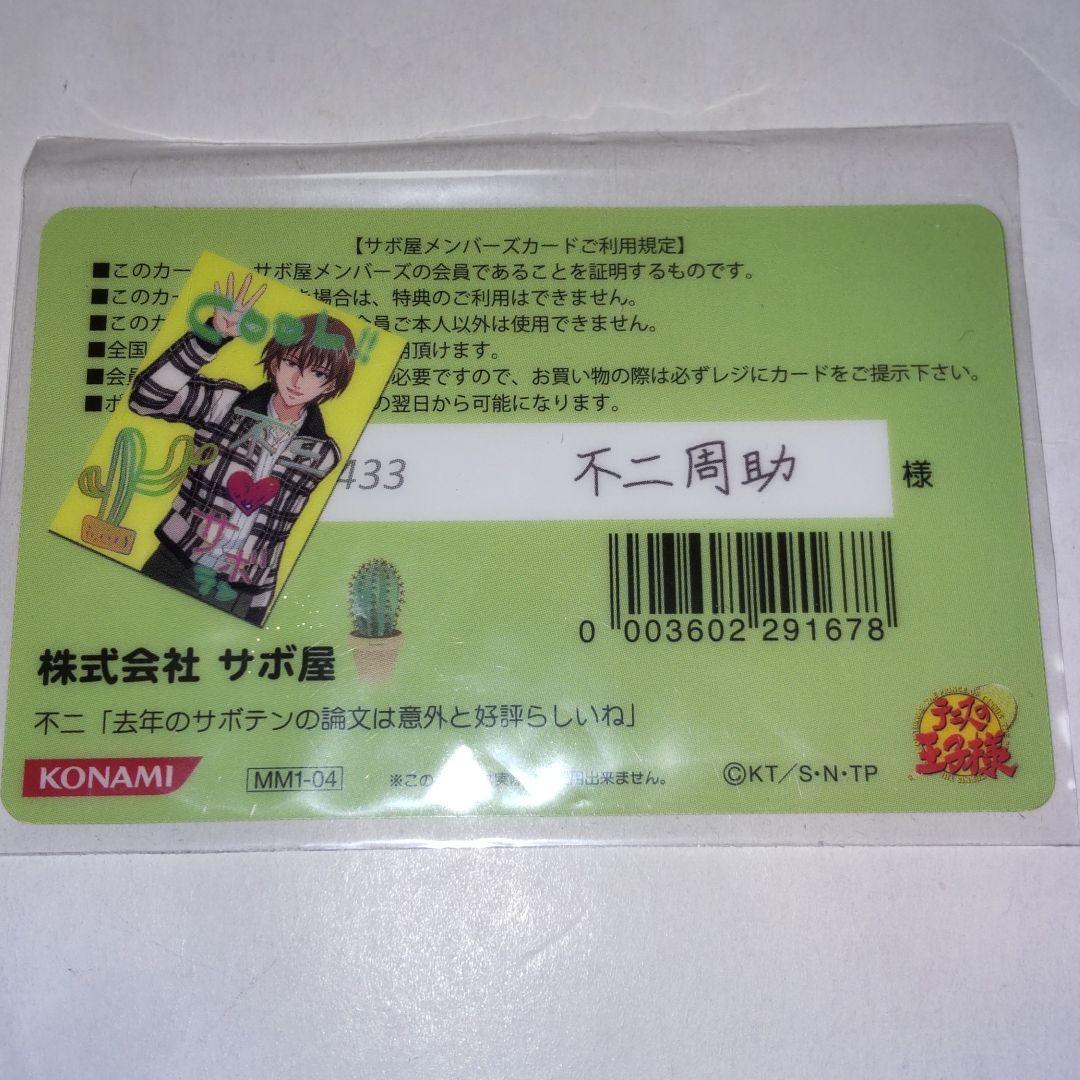 【サボ屋メンバーズカードご利用規定】
■このカー サボ屋メンバーズの会員であることを証明するものです。
■このカー 場合は、特典のご利用はできません。
■このカ 会員ご本人以外は使用できません。
■全国 用頂けます。
■会員 必要ですので、お買い物の際は必ずレジにカードをご提示下さい。
■ポ の翌日から可能になります。
COOL!!
不二
サボ
433 不二周助 様
0 003602 291678
株式会社 サボ屋
不二「去年のサボテンの論文は意外と好評らしいね」
KONAMI MM1-04 ※この 実 出来ません。 ©KT/S・N・TP
テニスの王子様